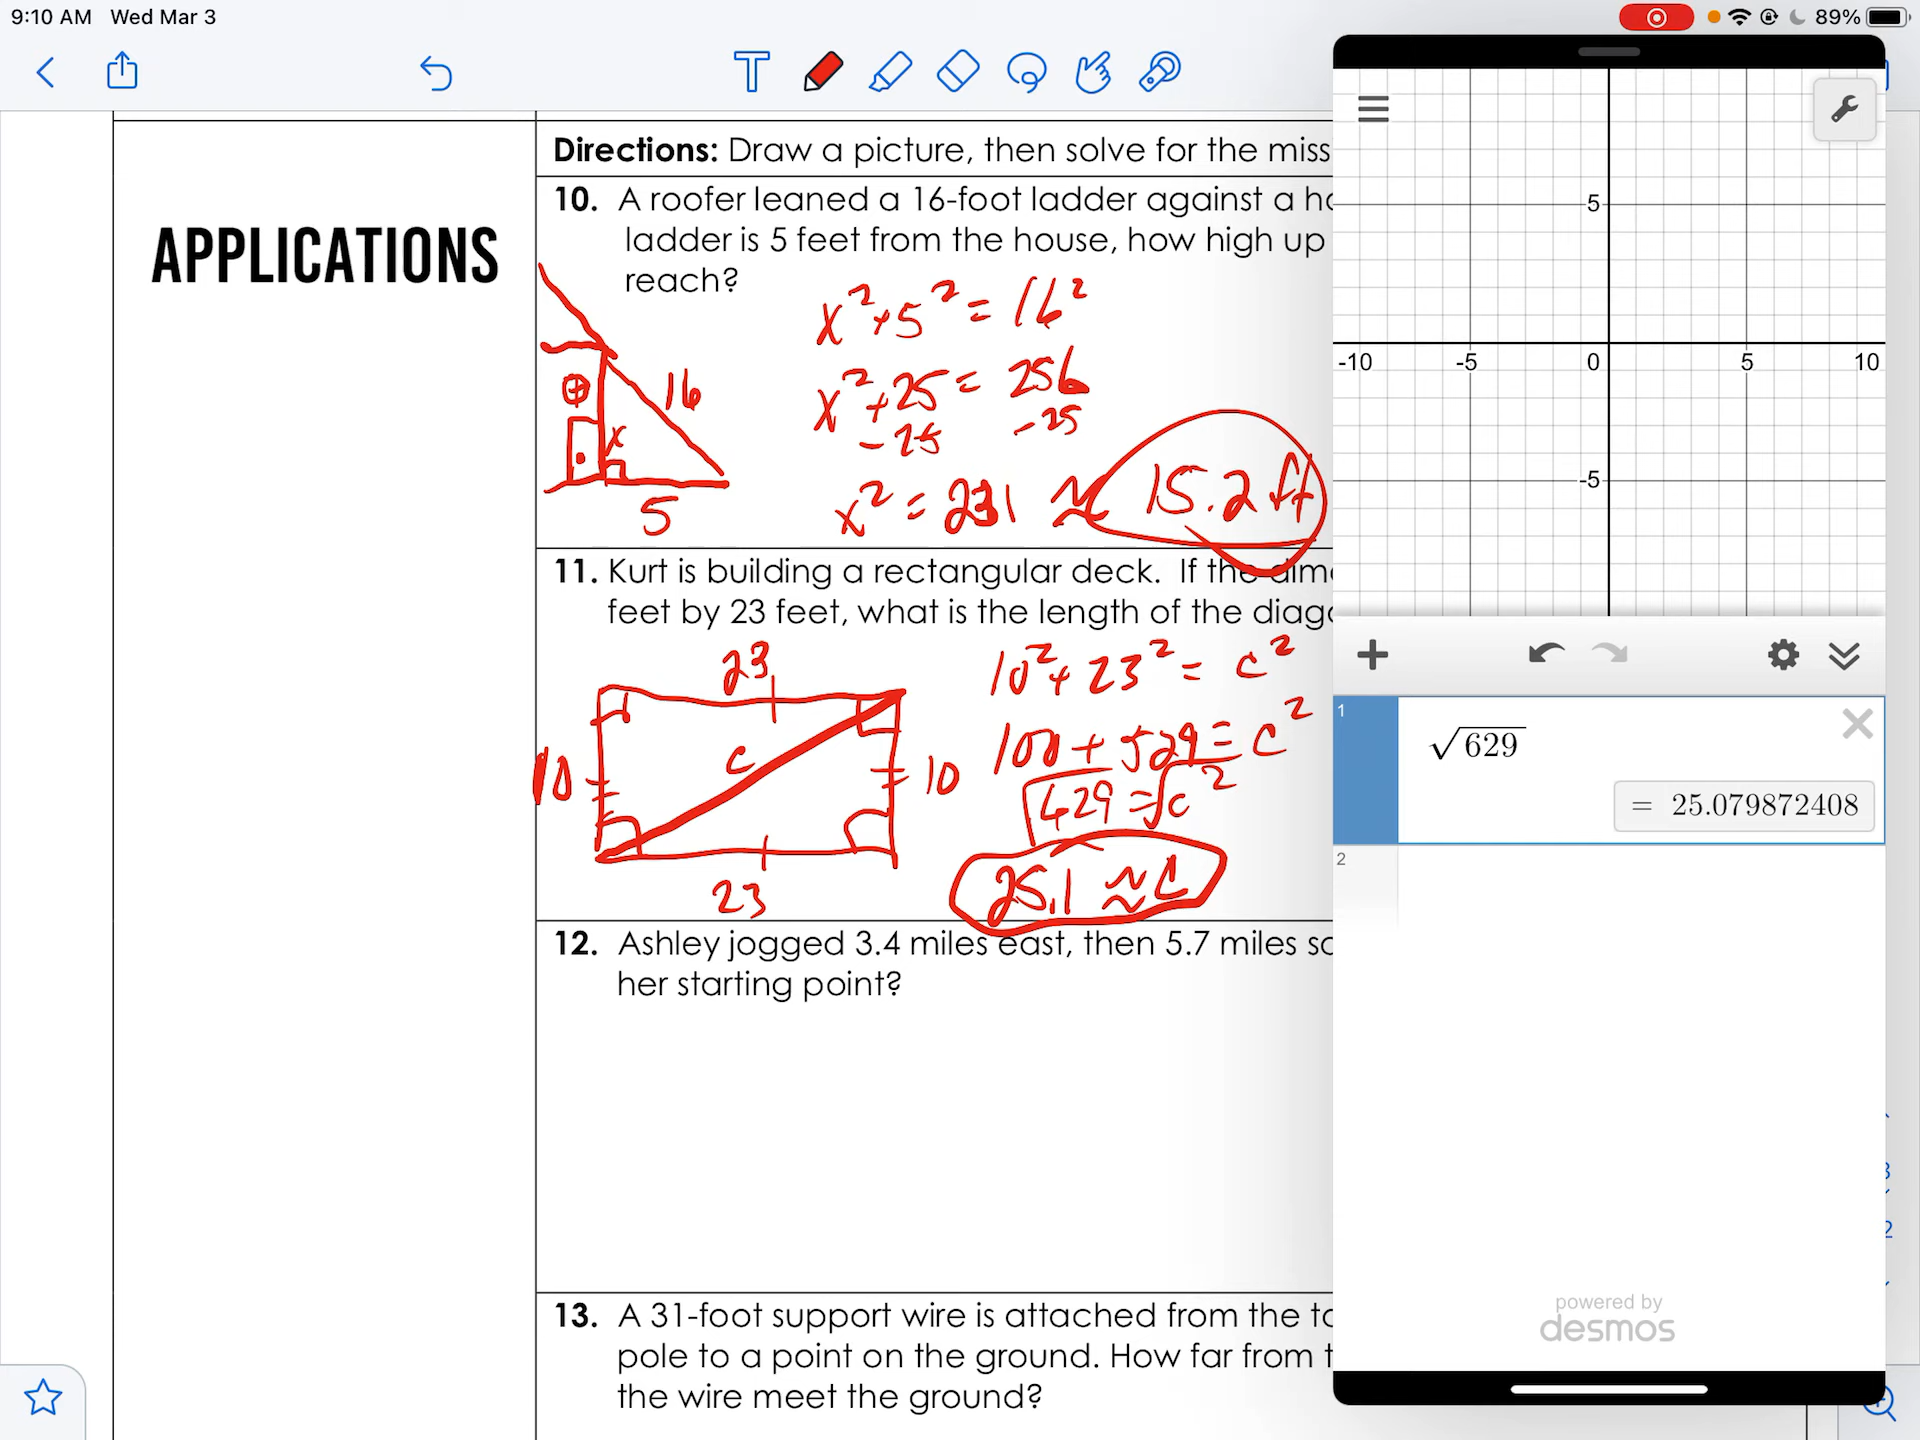 9:10 AM Wed Mar 3
89%
T
Directions: Draw a picture, then solve for the miss
APPLICATIONS
10. A roofer leaned a 16-foot ladder against a ho
ladder is 5 feet from the house, how high up
reach?
x² + 5² = 16²
x² + 25 = 256
- 25 - 25
x² = 231 ≈ 15.2 ft
16
x
5
11. Kurt is building a rectangular deck. If the dime
feet by 23 feet, what is the length of the diago
23
10
c
10
23
10² + 23² = c²
100 + 529 = c²
√629 = √c²
25.1 ≈ c
12. Ashley jogged 3.4 miles east, then 5.7 miles so
her starting point?
13. A 31-foot support wire is attached from the to
pole to a point on the ground. How far from t
the wire meet the ground?
5
-10 -5 0 5 10
-5
1
√629
= 25.079872408
2
powered by
desmos